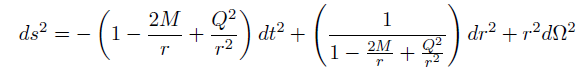 $ds^2 = -\left(1 - \frac{2M}{r} + \frac{Q^2}{r^2}\right) dt^2 + \left(\frac{1}{1 - \frac{2M}{r} + \frac{Q^2}{r^2}}\right) dr^2 + r^2 d\Omega^2$